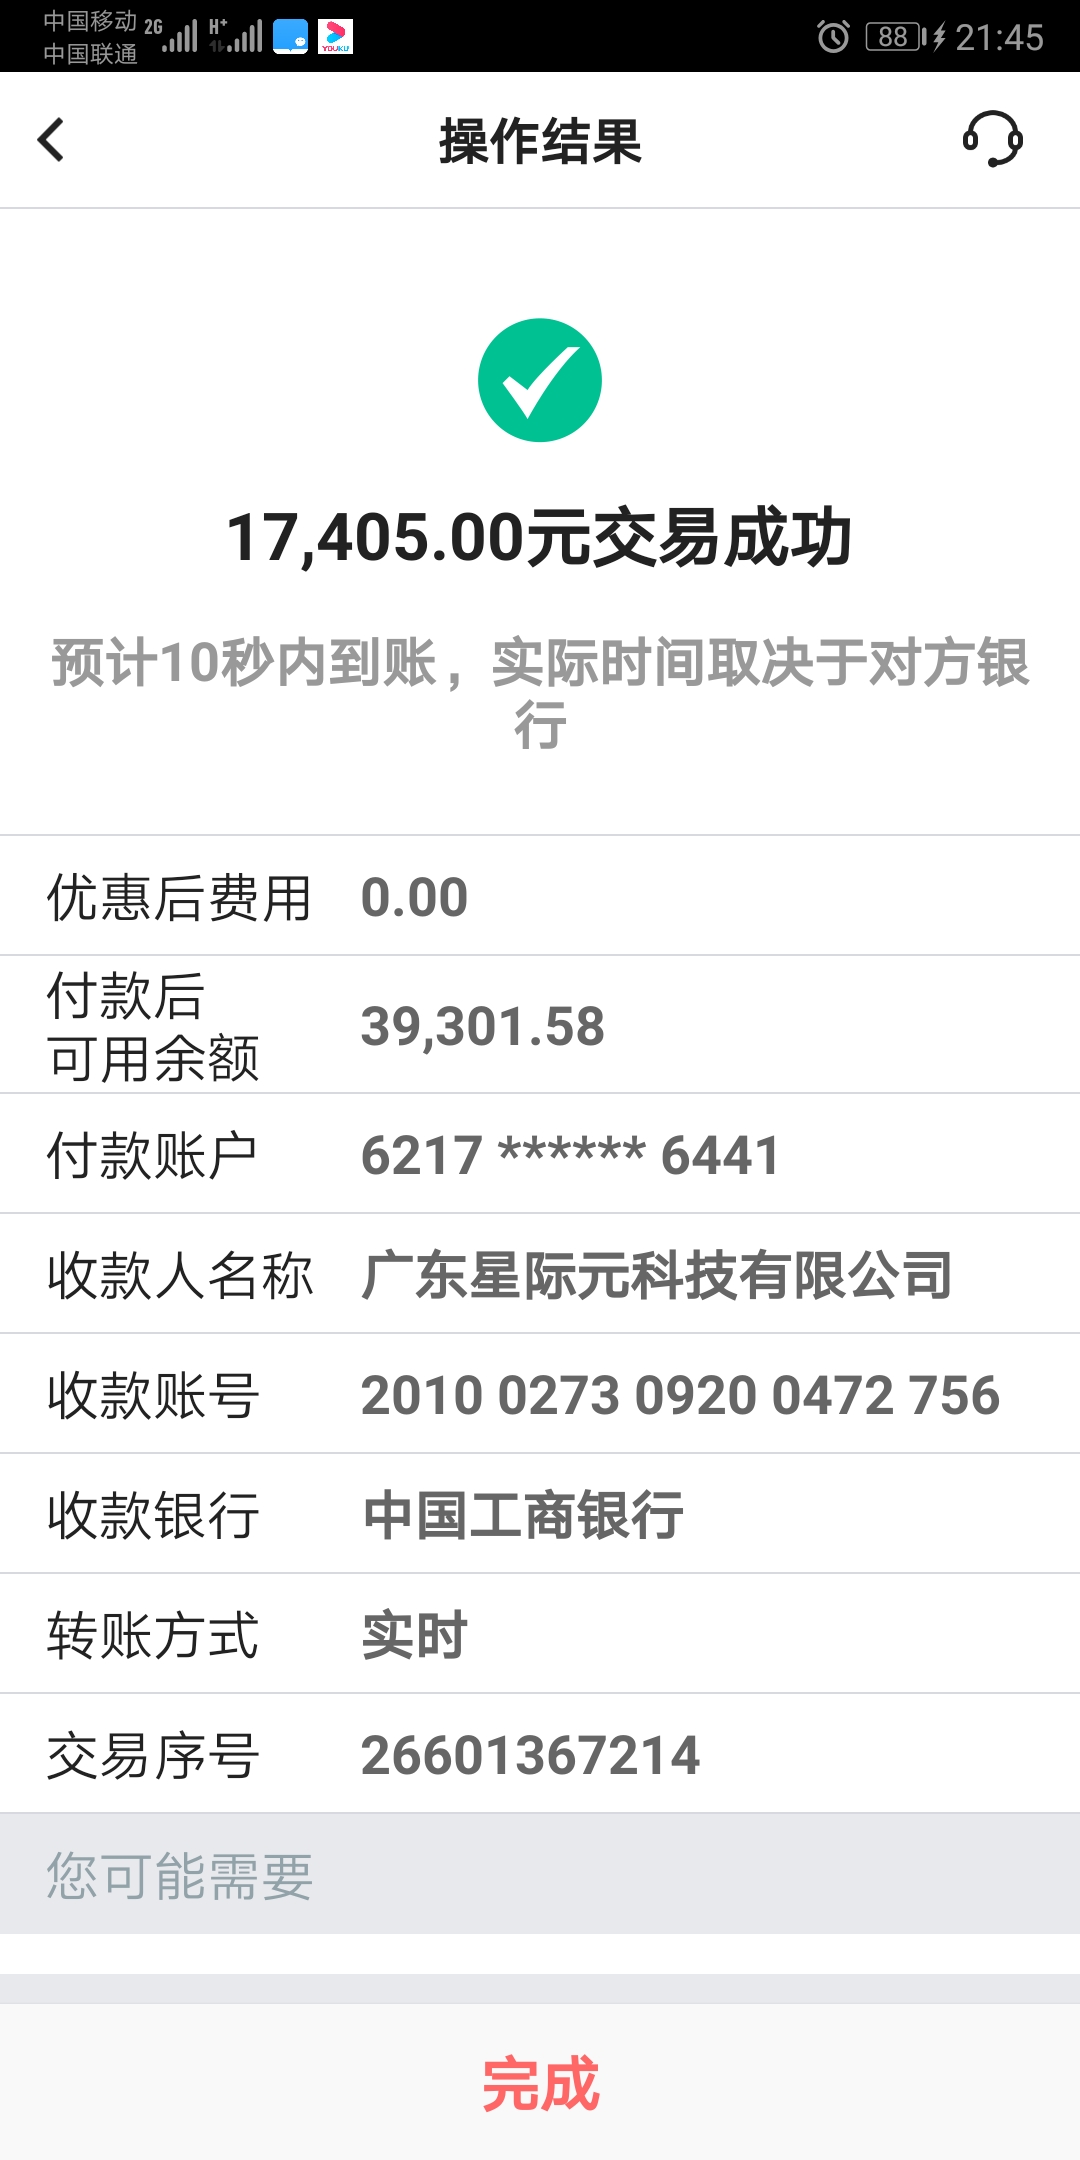 中国移动 2G H+
中国联通
YOUKU
88
21:45
操作结果
17,405.00元交易成功
预计10秒内到账，实际时间取决于对方银
行
优惠后费用 0.00
付款后
可用余额 39,301.58
付款账户 6217 ****** 6441
收款人名称 广东星际元科技有限公司
收款账号 2010 0273 0920 0472 756
收款银行 中国工商银行
转账方式 实时
交易序号 26601367214
您可能需要
完成